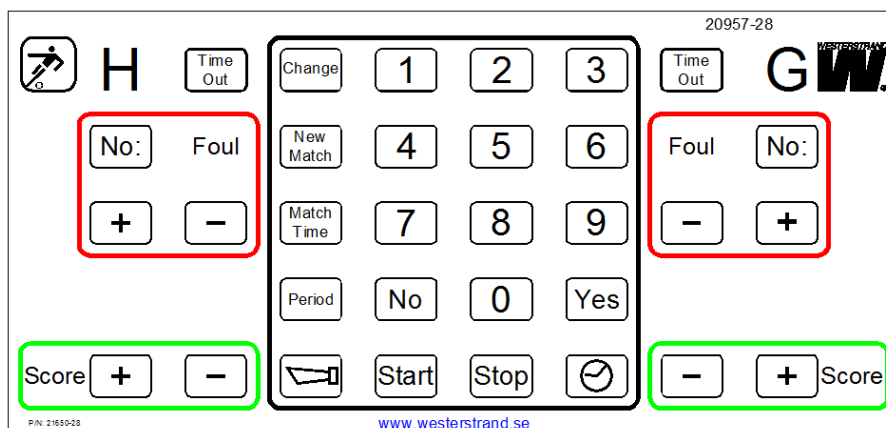 20957-28
H
Time
Out
Change
1
2
3
Time
Out
G
WESTERSTRAND
W.
No:
Foul
New
Match
4
5
6
Foul
No:
+
−
Match
Time
7
8
9
−
+
Period
No
0
Yes
Score
+
−
Start
Stop
−
+
Score
P/N: 21650-28
www.westerstrand.se